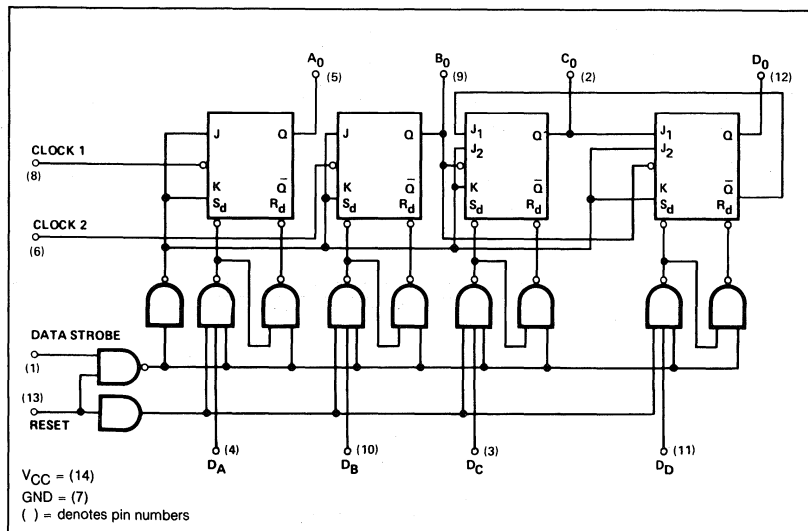 A0 B0 C0 D0
(5) (9) (2) (12)
J Q J Q J1 Q J1 Q
J2 J2
CLOCK 1
(8)
K Q̅ K Q̅ K Q̅ K Q̅
Sd Rd Sd Rd Sd Rd Sd Rd
CLOCK 2
(6)
DATA STROBE
(1)
(13)
RESET
(4) (10) (3) (11)
DA DB DC DD
VCC = (14)
GND = (7)
( ) = denotes pin numbers